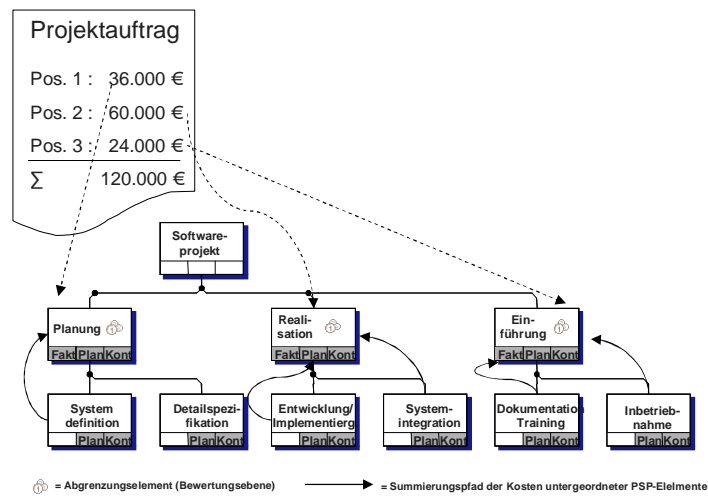 Projektauftrag
Pos. 1 : 36.000 €
Pos. 2 : 60.000 €
Pos. 3 : 24.000 €
∑ 120.000 €
Software-
projekt
Planung
Fakt Plan Kont
Reali-
sation
Fakt Plan Kont
Ein-
führung
Fakt Plan Kont
System
definition
Plan Kont
Detailspezi-
fikation
Plan Kont
Entwicklung/
Implementierg
Plan Kont
System-
integration
Plan Kont
Dokumentation
Training
Plan Kont
Inbetrieb-
nahme
Plan Kont
= Abgrenzungselement (Bewertungsebene)
= Summierungspfad der Kosten untergeordneter PSP-Elelmente